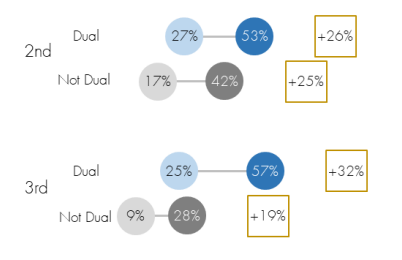 Dual 27% 53% +26%
2nd
Not Dual 17% 42% +25%
Dual 25% 57% +32%
3rd
Not Dual 9% 28% +19%